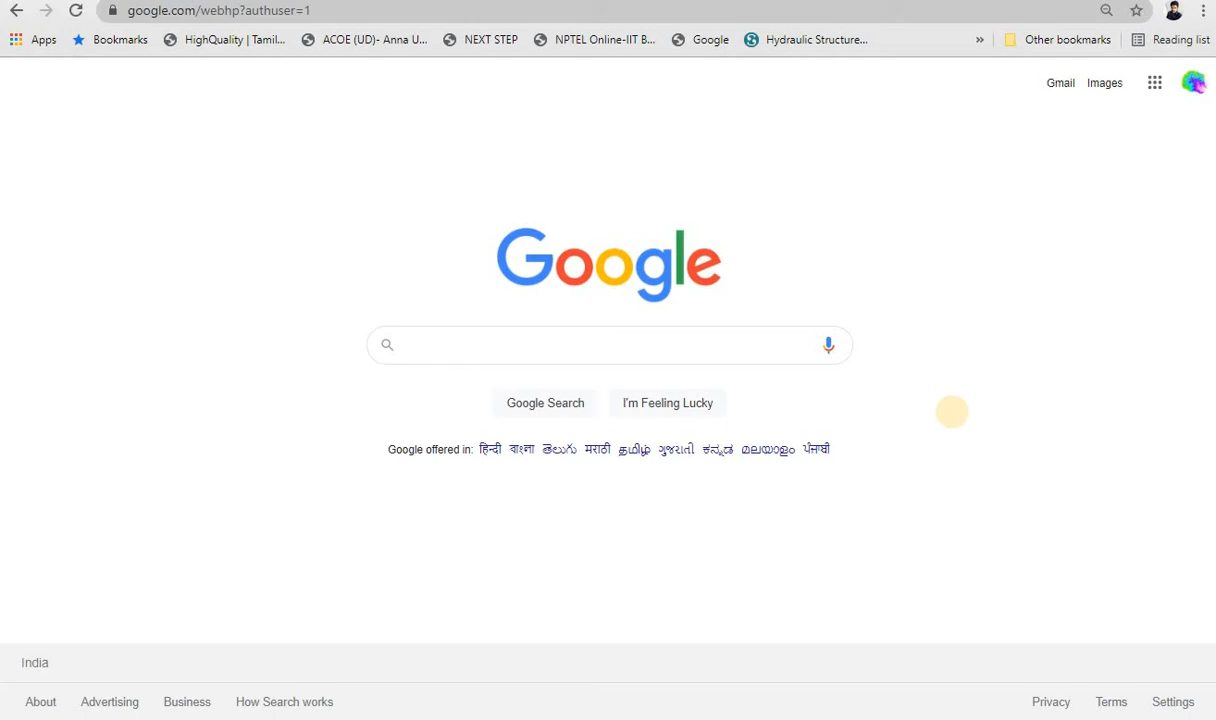 google.com/webhp?authuser=1
Apps Bookmarks HighQuality | Tamil... ACOE (UD)- Anna U... NEXT STEP NPTEL Online-IIT B... Google Hydraulic Structure... » Other bookmarks Reading list
Gmail Images
Google
Google Search I'm Feeling Lucky
Google offered in: हिन्दी বাংলা తెలుగు मराठी தமிழ் ગુજરાતી ಕನ್ನಡ മലയാളം ਪੰਜਾਬੀ
India
About Advertising Business How Search works Privacy Terms Settings